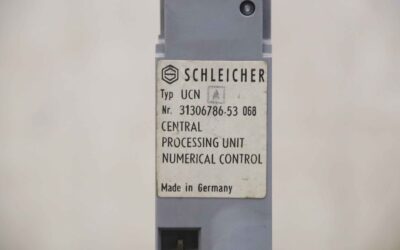 SCHLEICHER
Typ UCN A
Nr. 31306786-53 068
CENTRAL
PROCESSING UNIT
NUMERICAL CONTROL
Made in Germany